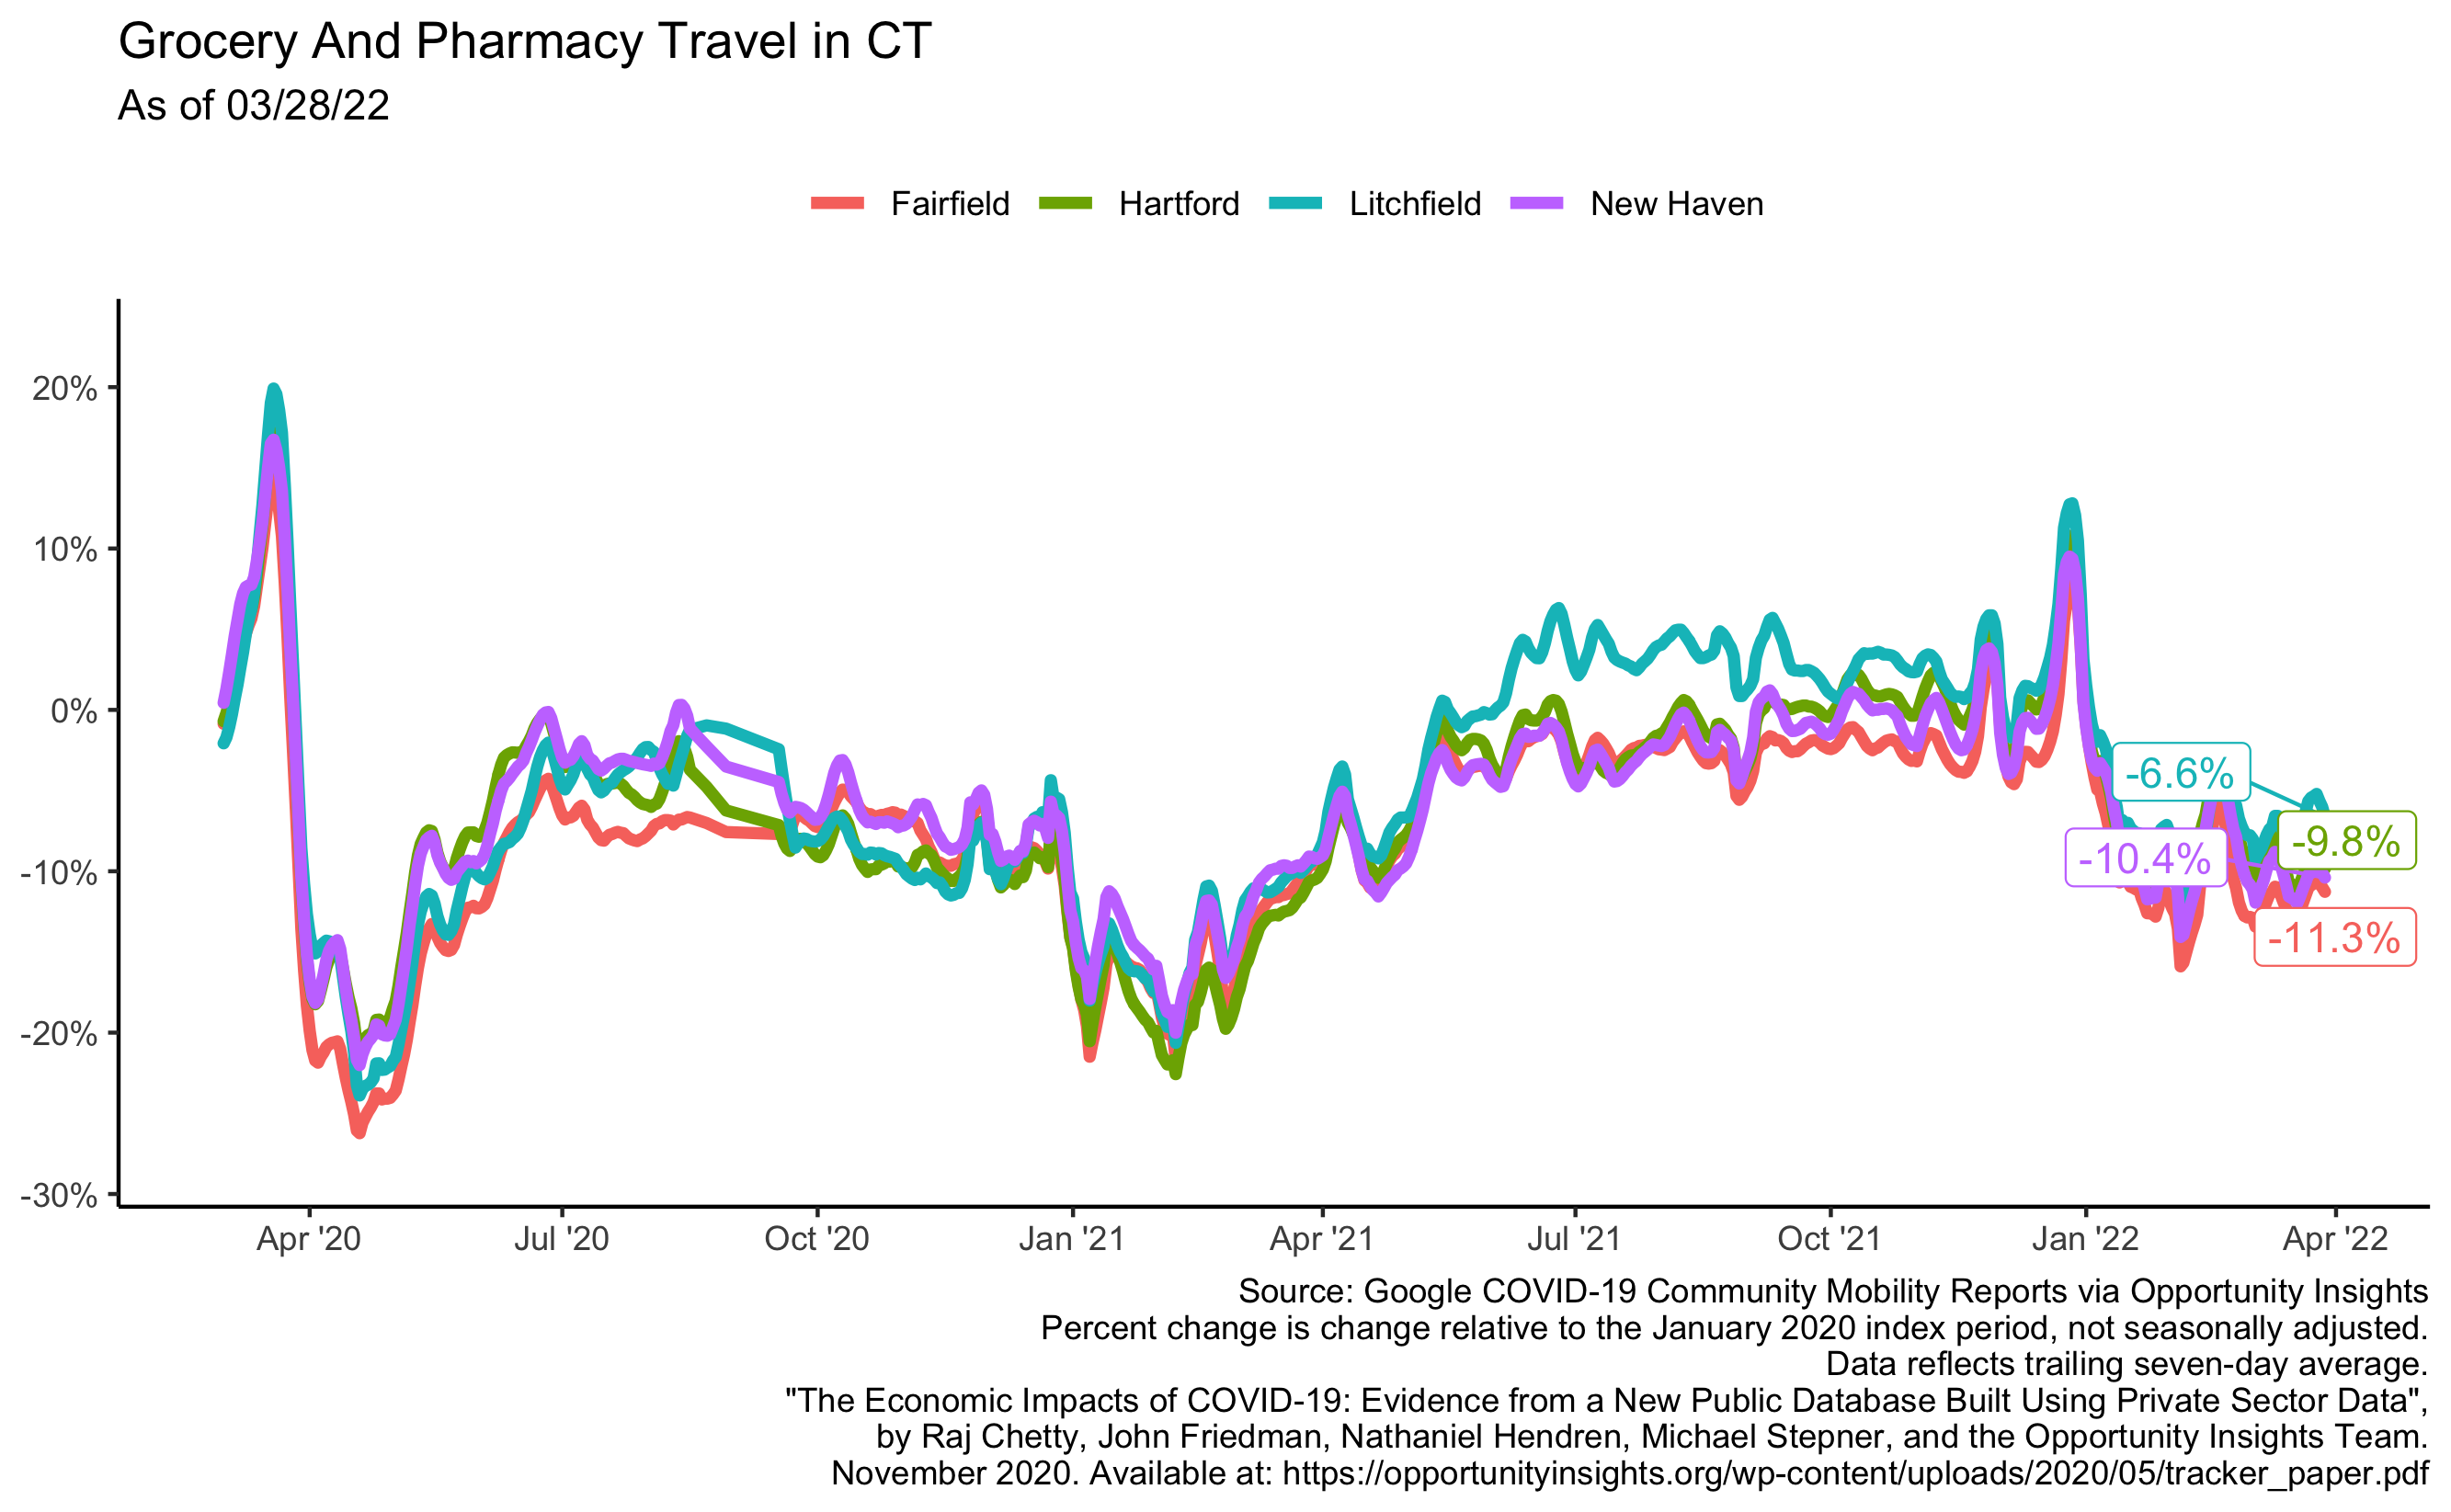 Grocery And Pharmacy Travel in CT
As of 03/28/22
Fairfield Hartford Litchfield New Haven
20%
10%
0%
-10%
-20%
-30%
-6.6%
-9.8%
-10.4%
-11.3%
Apr '20 Jul '20 Oct '20 Jan '21 Apr '21 Jul '21 Oct '21 Jan '22 Apr '22
Source: Google COVID-19 Community Mobility Reports via Opportunity Insights
Percent change is change relative to the January 2020 index period, not seasonally adjusted.
Data reflects trailing seven-day average.
"The Economic Impacts of COVID-19: Evidence from a New Public Database Built Using Private Sector Data",
by Raj Chetty, John Friedman, Nathaniel Hendren, Michael Stepner, and the Opportunity Insights Team.
November 2020. Available at: https://opportunityinsights.org/wp-content/uploads/2020/05/tracker_paper.pdf